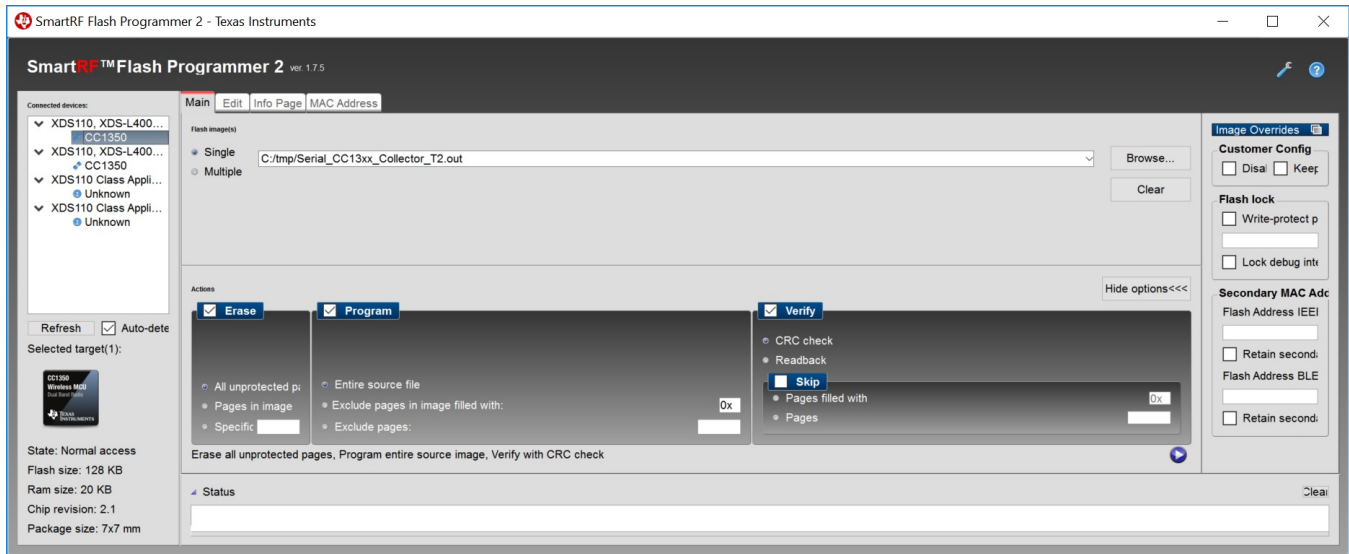 SmartRF Flash Programmer 2 - Texas Instruments
SmartRF™Flash Programmer 2 ver. 1.7.5
Connected devices:
XDS110, XDS-L400...
CC1350
XDS110, XDS-L400...
CC1350
XDS110 Class Appli...
Unknown
XDS110 Class Appli...
Unknown
Refresh Auto-dete
Selected target(1):
CC1350
Wireless MCU
Dual Band Radio
TEXAS INSTRUMENTS
State: Normal access
Flash size: 128 KB
Ram size: 20 KB
Chip revision: 2.1
Package size: 7x7 mm
Main Edit Info Page MAC Address
Flash image(s)
Single C:/tmp/Serial_CC13xx_Collector_T2.out Browse...
Multiple
Clear
Actions Hide options<<<
Erase
All unprotected pa
Pages in image
Specific
Program
Entire source file
Exclude pages in image filled with: 0x
Exclude pages:
Verify
CRC check
Readback
Skip
Pages filled with 0x
Pages
Erase all unprotected pages, Program entire source image, Verify with CRC check
Status Clear
Image Overrides
Customer Config
Disal Keep
Flash lock
Write-protect p
Lock debug inte
Secondary MAC Add
Flash Address IEEI
Retain seconda
Flash Address BLE
Retain seconda